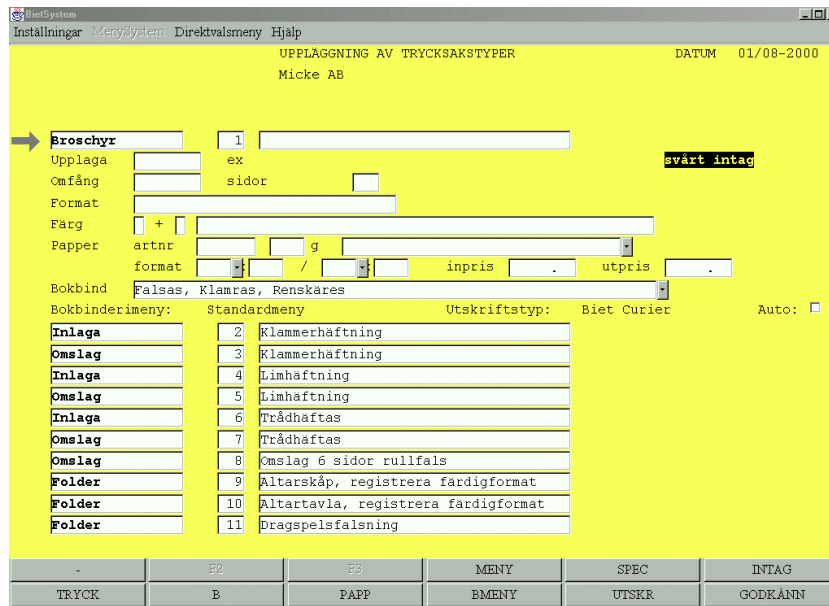 BietSystem
Inställningar MenySystem Direktvalsmeny Hjälp
UPPLÄGGNING AV TRYCKSAKSTYPER DATUM 01/08-2000
Micke AB
Broschyr 1
Upplaga ex svårt intag
Omfång sidor
Format
Färg +
Papper artnr g
format : / : inpris . utpris .
Bokbind Falsas, Klamras, Renskäres
Bokbinderimeny: Standardmeny Utskriftstyp: Biet Curier Auto:
Inlaga 2 Klammerhäftning
Omslag 3 Klammerhäftning
Inlaga 4 Limhäftning
Omslag 5 Limhäftning
Inlaga 6 Trådhäftas
Omslag 7 Trådhäftas
Omslag 8 Omslag 6 sidor rullfals
Folder 9 Altarskåp, registrera färdigformat
Folder 10 Altartavla, registrera färdigformat
Folder 11 Dragspelsfalsning
- F2 F3 MENY SPEC INTAG
TRYCK B PAPP BMENY UTSKR GODKÄNN